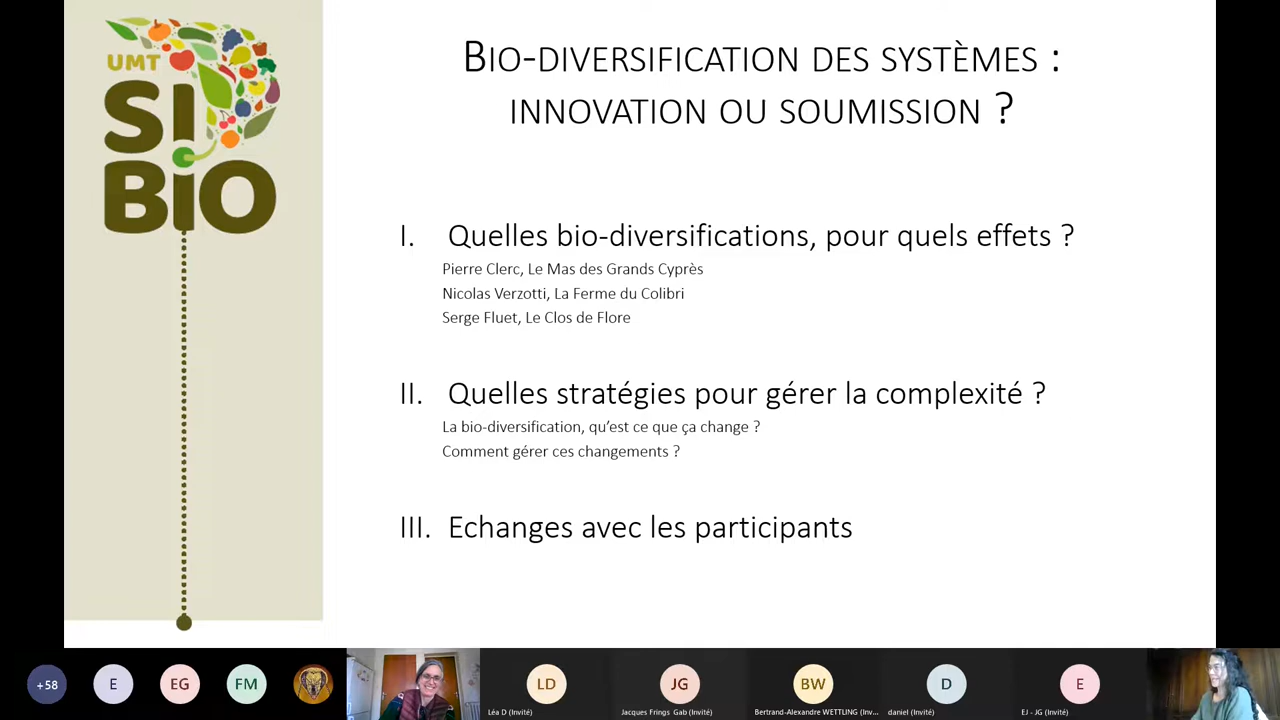 UMT
SI
BIO
BIO-DIVERSIFICATION DES SYSTÈMES :
INNOVATION OU SOUMISSION ?
I. Quelles bio-diversifications, pour quels effets ?
Pierre Clerc, Le Mas des Grands Cyprès
Nicolas Verzotti, La Ferme du Colibri
Serge Fluet, Le Clos de Flore
II. Quelles stratégies pour gérer la complexité ?
La bio-diversification, qu'est ce que ça change ?
Comment gérer ces changements ?
III. Echanges avec les participants
+58 E EG FM LD JG BW D E
Léa D (Invité) Jacques Frings Gab (Invité) Bertrand-Alexandre WETTLING (Inv... daniel (Invité) EJ - JG (Invité)